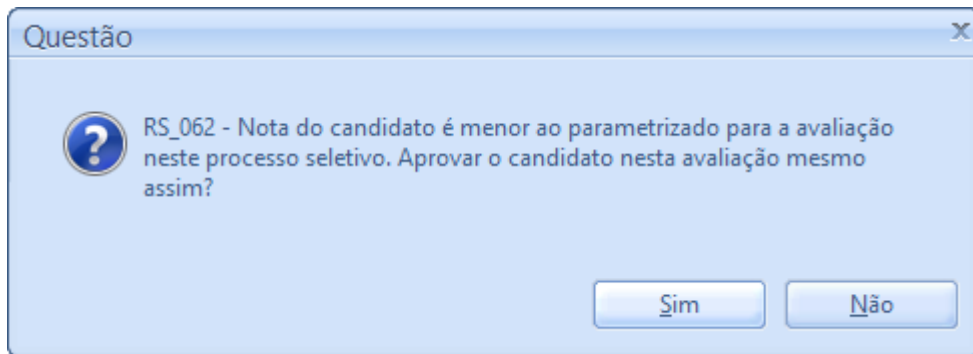 Questão
RS_062 - Nota do candidato é menor ao parametrizado para a avaliação
neste processo seletivo. Aprovar o candidato nesta avaliação mesmo
assim?
Sim
Não